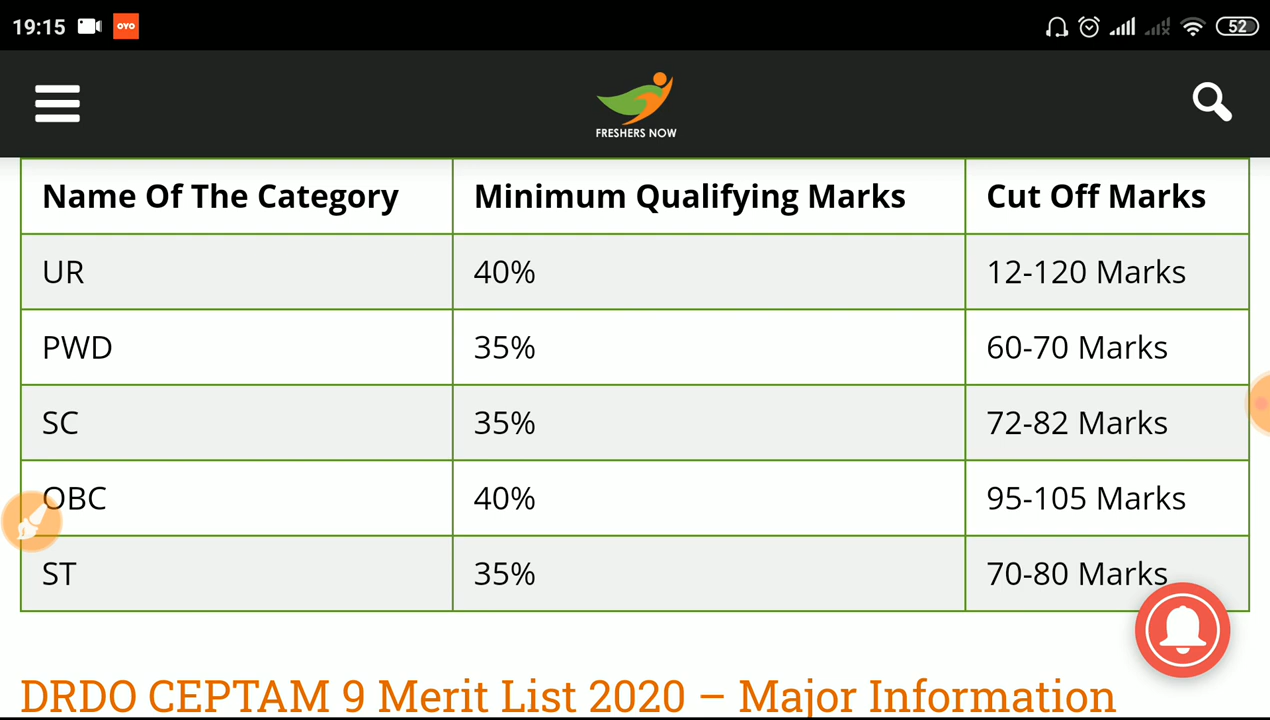 19:15 OYO 52
FRESHERS NOW
Name Of The Category Minimum Qualifying Marks Cut Off Marks
UR 40% 12-120 Marks
PWD 35% 60-70 Marks
SC 35% 72-82 Marks
OBC 40% 95-105 Marks
ST 35% 70-80 Marks
DRDO CEPTAM 9 Merit List 2020 – Major Information